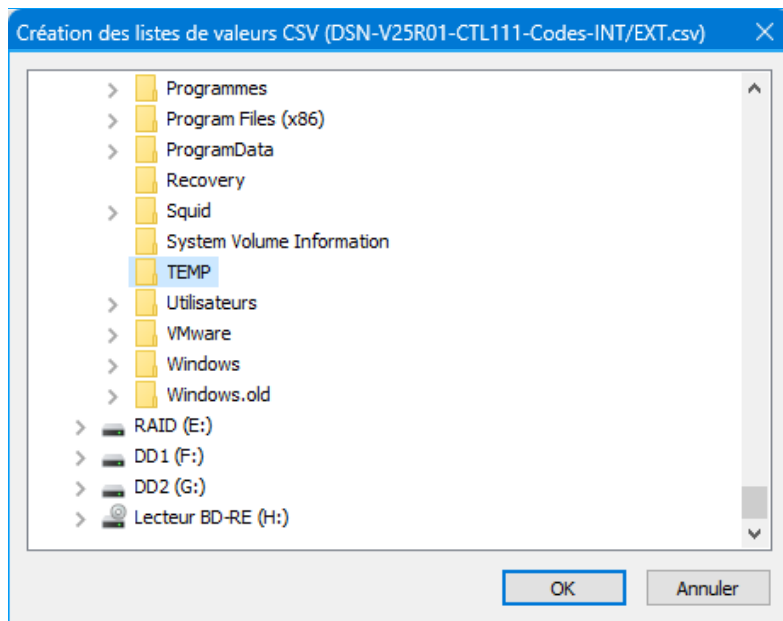 Création des listes de valeurs CSV (DSN-V25R01-CTL111-Codes-INT/EXT.csv)
Programmes
Program Files (x86)
ProgramData
Recovery
Squid
System Volume Information
TEMP
Utilisateurs
VMware
Windows
Windows.old
RAID (E:)
DD1 (F:)
DD2 (G:)
Lecteur BD-RE (H:)
OK Annuler